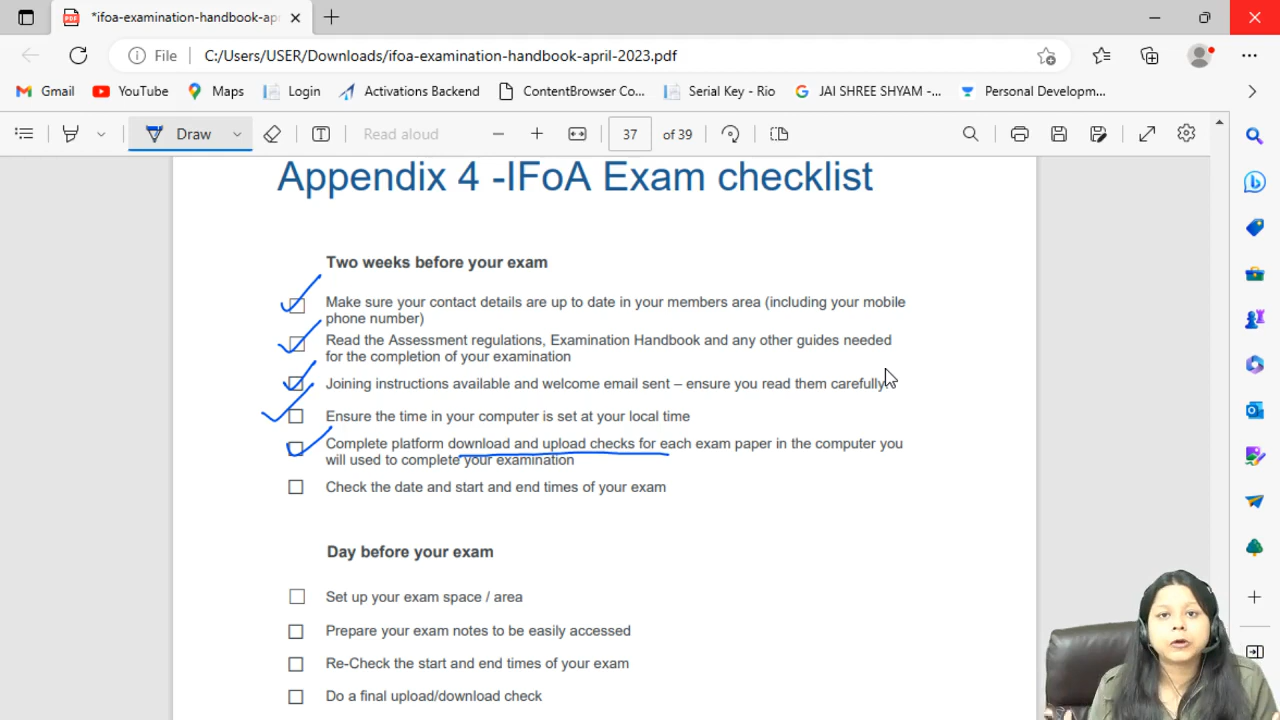 *ifoa-examination-handbook-ap
File
C:/Users/USER/Downloads/ifoa-examination-handbook-april-2023.pdf
Gmail
YouTube
Maps
Login
Activations Backend
ContentBrowser Co...
Serial Key - Rio
JAI SHREE SHYAM -...
Personal Developm...
Draw
Read aloud
37
of 39
Appendix 4 -IFoA Exam checklist
Two weeks before your exam
Make sure your contact details are up to date in your members area (including your mobile
phone number)
Read the Assessment regulations, Examination Handbook and any other guides needed
for the completion of your examination
Joining instructions available and welcome email sent – ensure you read them carefully
Ensure the time in your computer is set at your local time
Complete platform download and upload checks for each exam paper in the computer you
will used to complete your examination
Check the date and start and end times of your exam
Day before your exam
Set up your exam space / area
Prepare your exam notes to be easily accessed
Re-Check the start and end times of your exam
Do a final upload/download check